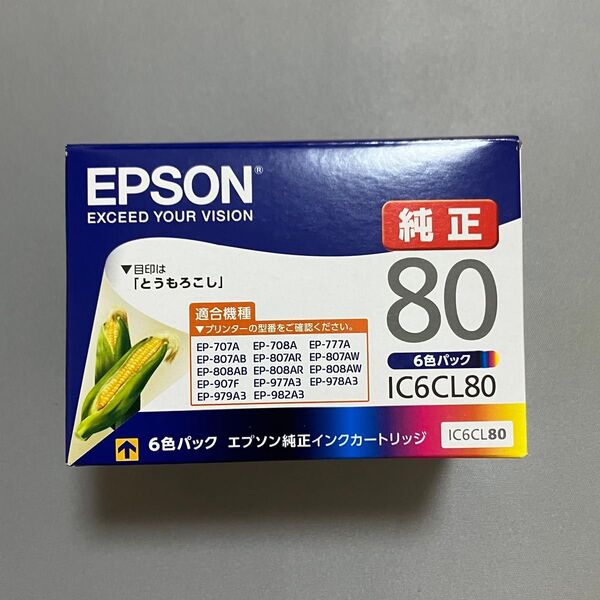 EPSON®
EXCEED YOUR VISION
純正
▼目印は
「とうもろこし」
適合機種
▼プリンターの型番をご確認ください。
EP-707A EP-708A EP-777A
EP-807AB EP-807AR EP-807AW
EP-808AB EP-808AR EP-808AW
EP-907F EP-977A3 EP-978A3
EP-979A3 EP-982A3
80
6色パック
IC6CL80
6色パック エプソン純正インクカートリッジ
IC6CL80